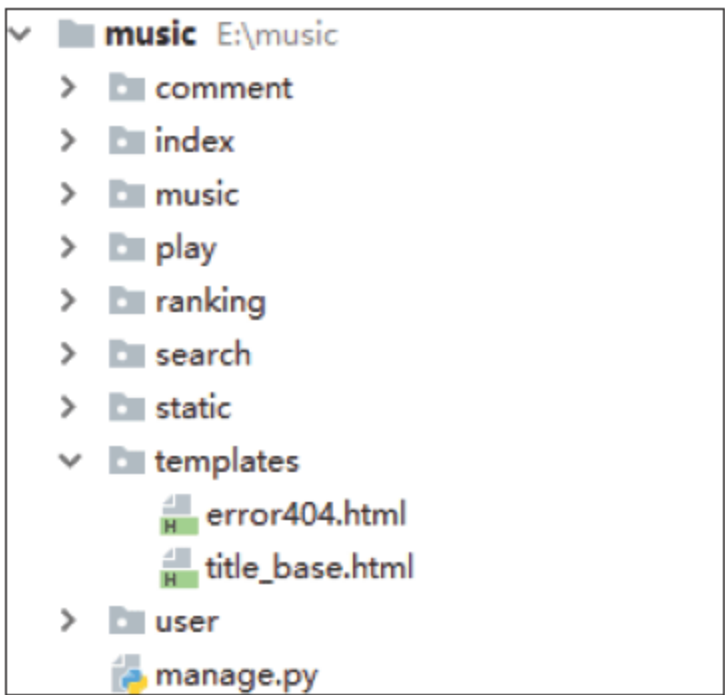 music E:\music
comment
index
music
play
ranking
search
static
templates
error404.html
title_base.html
user
manage.py